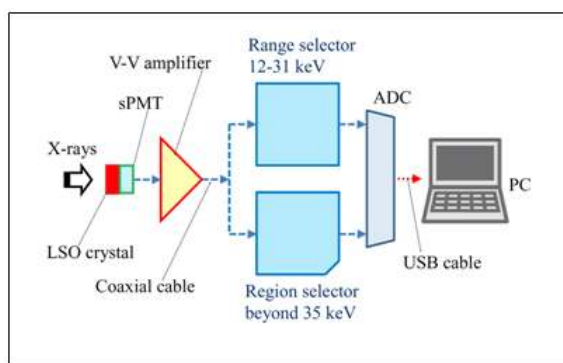 Range selector
12-31 keV
V-V amplifier
ADC
sPMT
X-rays
PC
LSO crystal
USB cable
Coaxial cable
Region selector
beyond 35 keV